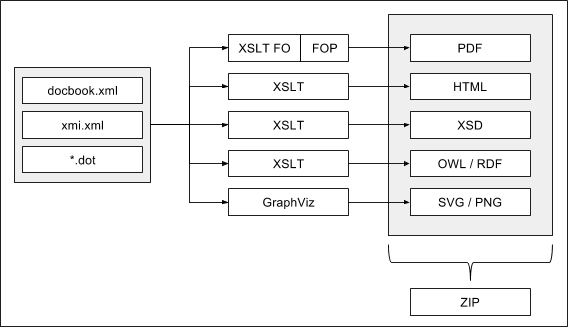 docbook.xml
xmi.xml
*.dot
XSLT FO FOP
XSLT
XSLT
XSLT
GraphViz
PDF
HTML
XSD
OWL / RDF
SVG / PNG
ZIP